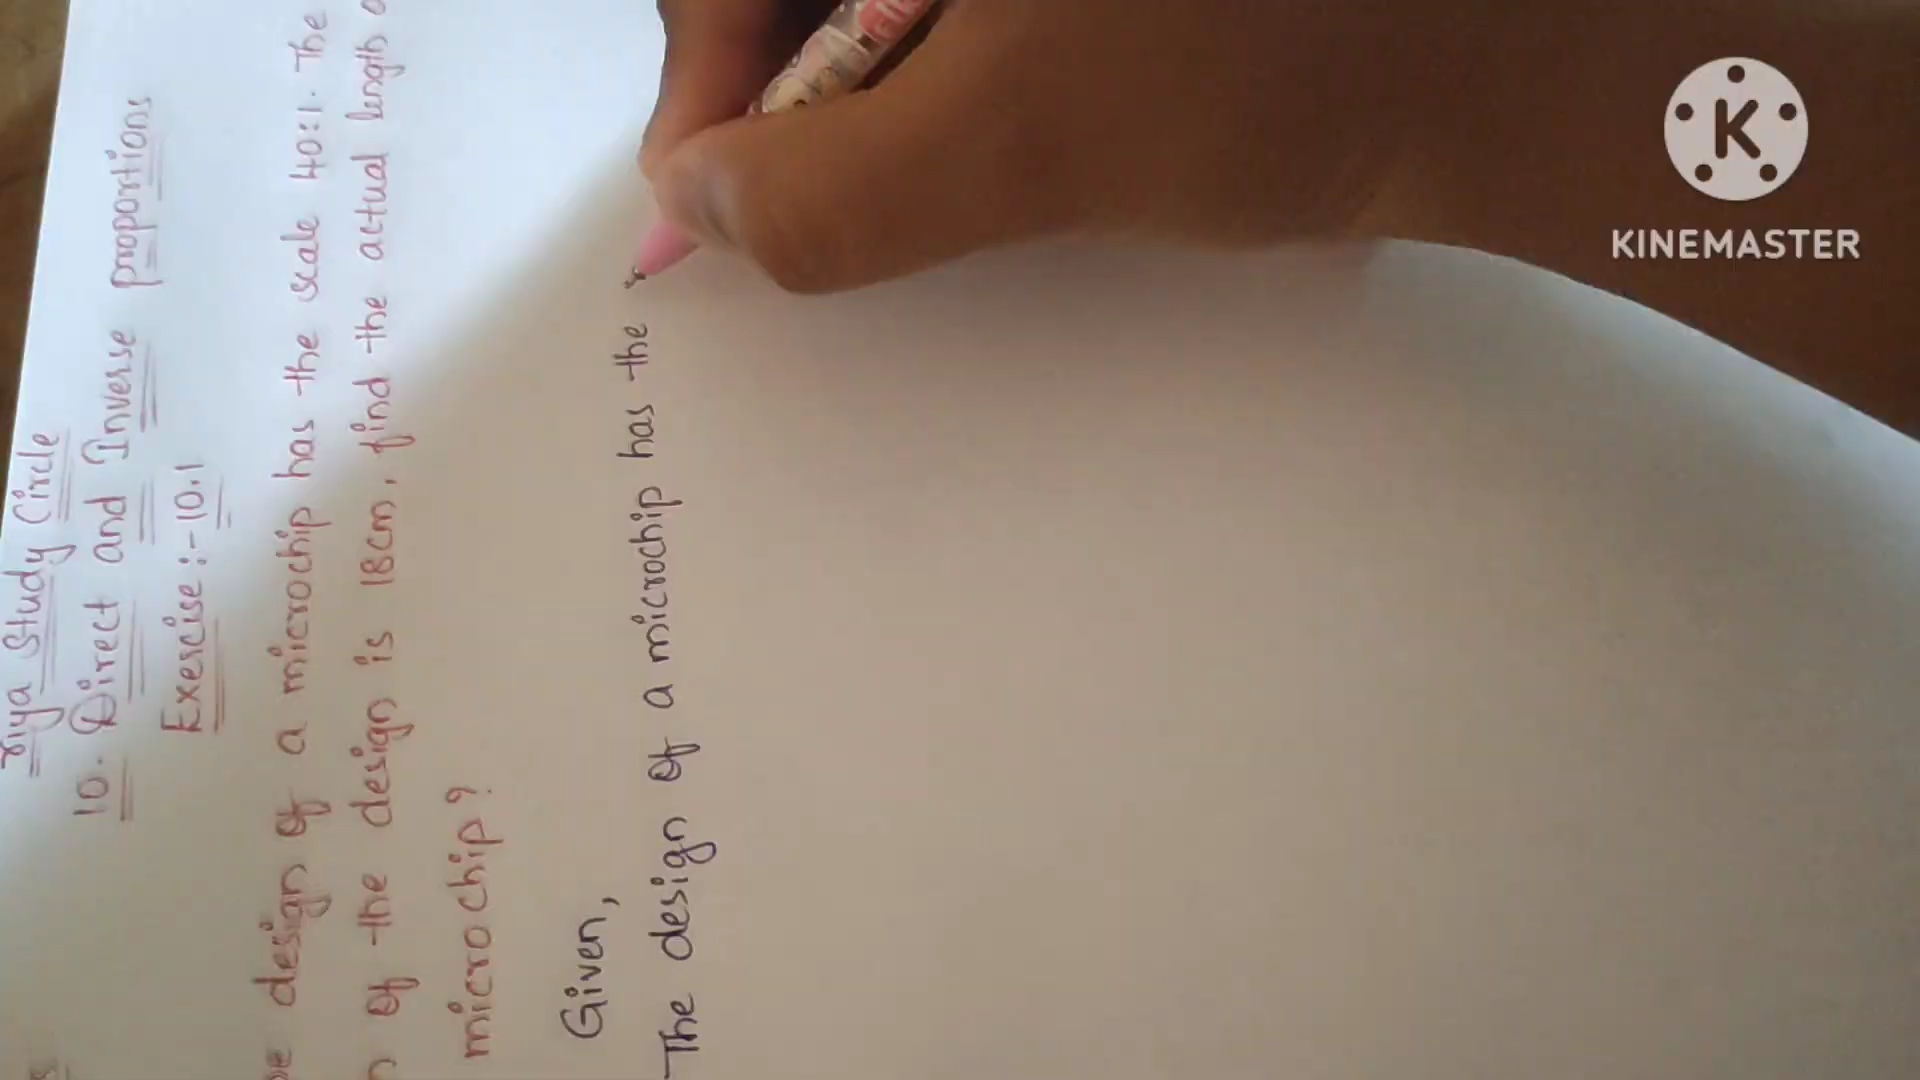 riya Study Circle
10. Direct and Inverse proportions
Exercise :- 10.1
design of a microchip has the scale 40:1. The
of the design is 18cm, find the actual length
microchip?
Given,
The design of a microchip has the
K
KINEMASTER